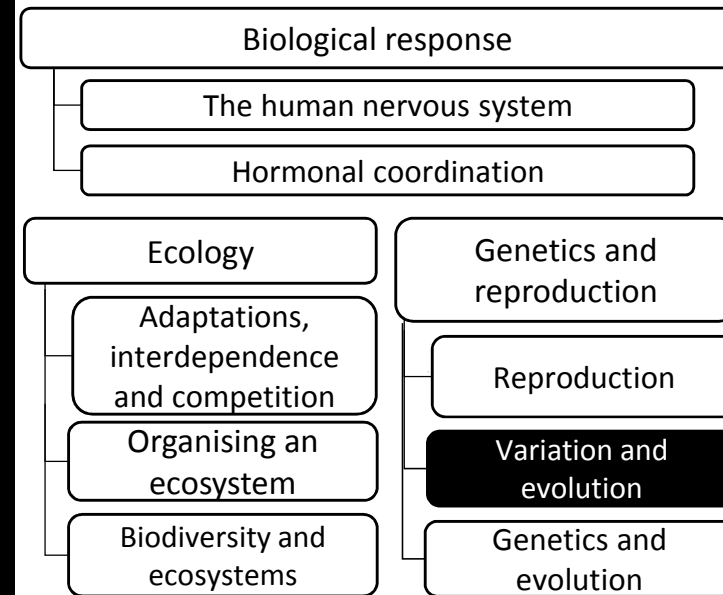 Biological response
The human nervous system
Hormonal coordination
Ecology
Adaptations,
interdependence
and competition
Organising an
ecosystem
Biodiversity and
ecosystems
Genetics and
reproduction
Reproduction
Variation and
evolution
Genetics and
evolution